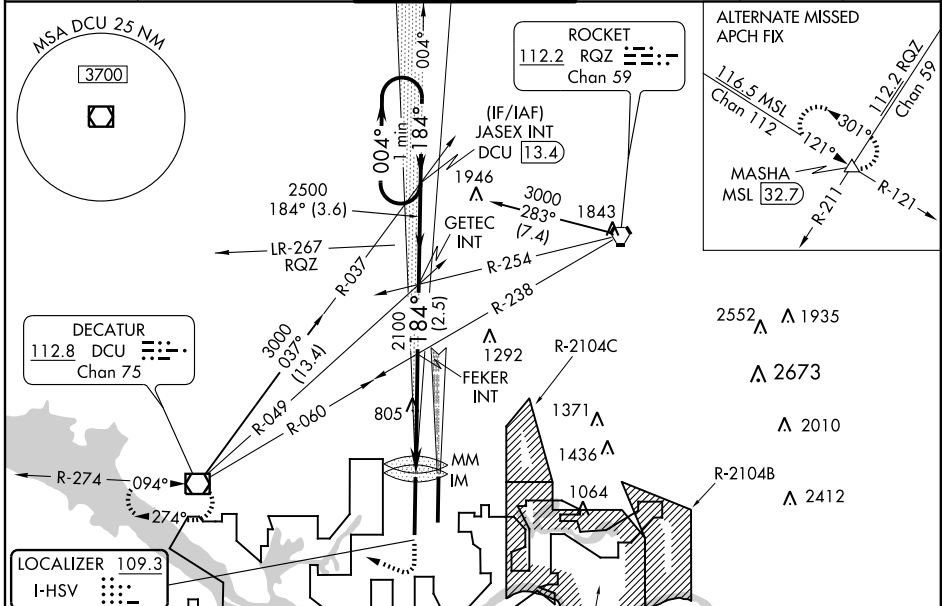 MSA DCU 25 NM
3700
004°
004°
1 min
184°
(IF/IAF)
JASEX INT
DCU 13.4
ROCKET
112.2 RQZ
Chan 59
ALTERNATE MISSED
APCH FIX
116.5 MSL
Chan 112
112.2 RQZ
Chan 59
301°
121°
MASHA
MSL 32.7
R-211
R-121
2500
184° (3.6)
1946
3000
283°
(7.4)
1843
GETEC
INT
LR-267
RQZ
R-037
R-254
R-238
DECATUR
112.8 DCU
Chan 75
3000
037°
(13.4)
2100
184°
(2.5)
1292
FEKER
INT
R-049
R-060
805
R-2104C
2552
1935
2673
1371
2010
1436
MM
IM
R-2104B
R-274
094°
274°
1064
2412
LOCALIZER 109.3
I-HSV